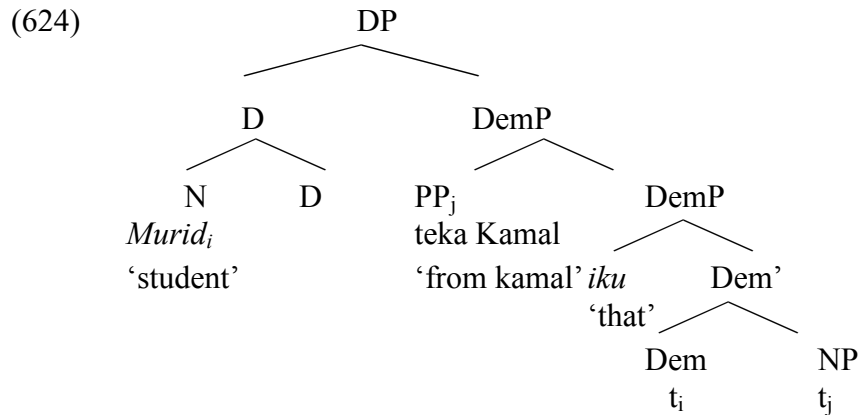 (624) DP
D DemP
N D PPj DemP
Muridi teka Kamal
‘student’ ‘from kamal’ iku Dem’
‘that’
Dem NP
ti tj